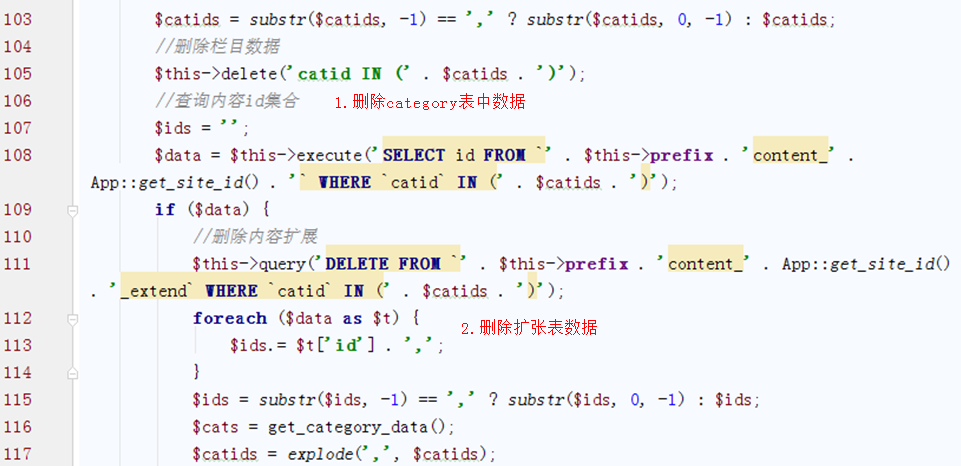 103 $catids = substr($catids, -1) == ',' ? substr($catids, 0, -1) : $catids;
104 //删除栏目数据
105 $this->delete('catid IN (' . $catids . ')');
106 //查询内容id集合 1.删除category表中数据
107 $ids = '';
108 $data = $this->execute('SELECT id FROM `' . $this->prefix . 'content_' .
App::get_site_id() . '` WHERE `catid` IN (' . $catids . ')');
109 if ($data) {
110 //删除内容扩展
111 $this->query('DELETE FROM `' . $this->prefix . 'content_' . App::get_site_id()
. '_extend` WHERE `catid` IN (' . $catids . ')');
112 foreach ($data as $t) { 2.删除扩张表数据
113 $ids.= $t['id'] . ',';
114 }
115 $ids = substr($ids, -1) == ',' ? substr($ids, 0, -1) : $ids;
116 $cats = get_category_data();
117 $catids = explode(',', $catids);